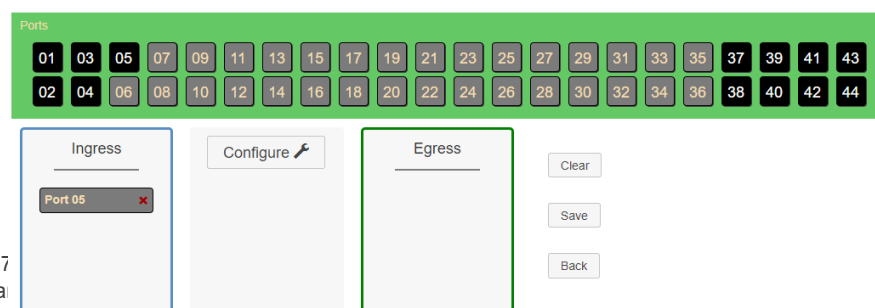 Ports
01 03 05 07 09 11 13 15 17 19 21 23 25 27 29 31 33 35 37 39 41 43
02 04 06 08 10 12 14 16 18 20 22 24 26 28 30 32 34 36 38 40 42 44
Ingress Configure Egress
Clear
Port 05
Save
Back